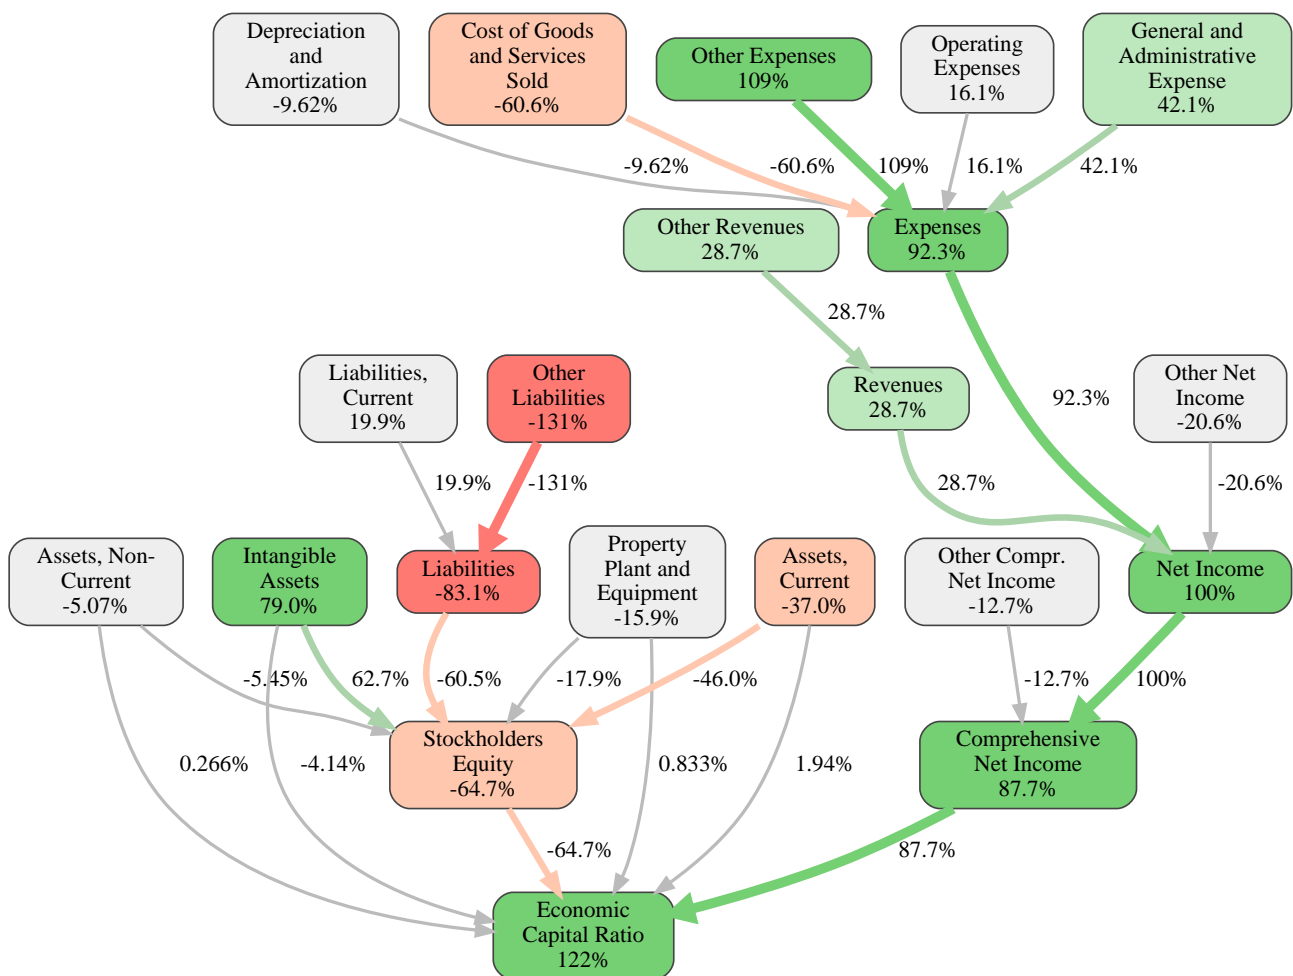 Depreciation
and
Amortization
-9.62%
Cost of Goods
and Services
Sold
-60.6%
Other Expenses
109%
Operating
Expenses
16.1%
General and
Administrative
Expense
42.1%
-9.62%
-60.6%
109%
16.1%
42.1%
Other Revenues
28.7%
Expenses
92.3%
28.7%
Liabilities,
Current
19.9%
Other
Liabilities
-131%
Revenues
28.7%
92.3%
Other Net
Income
-20.6%
19.9%
-131%
28.7%
-20.6%
Assets, Non-
Current
-5.07%
Intangible
Assets
79.0%
Liabilities
-83.1%
Property
Plant and
Equipment
-15.9%
Assets,
Current
-37.0%
Other Compr.
Net Income
-12.7%
Net Income
100%
-5.45%
62.7%
-60.5%
-17.9%
-46.0%
-12.7%
100%
0.266%
-4.14%
Stockholders
Equity
-64.7%
0.833%
1.94%
Comprehensive
Net Income
87.7%
-64.7%
87.7%
Economic
Capital Ratio
122%